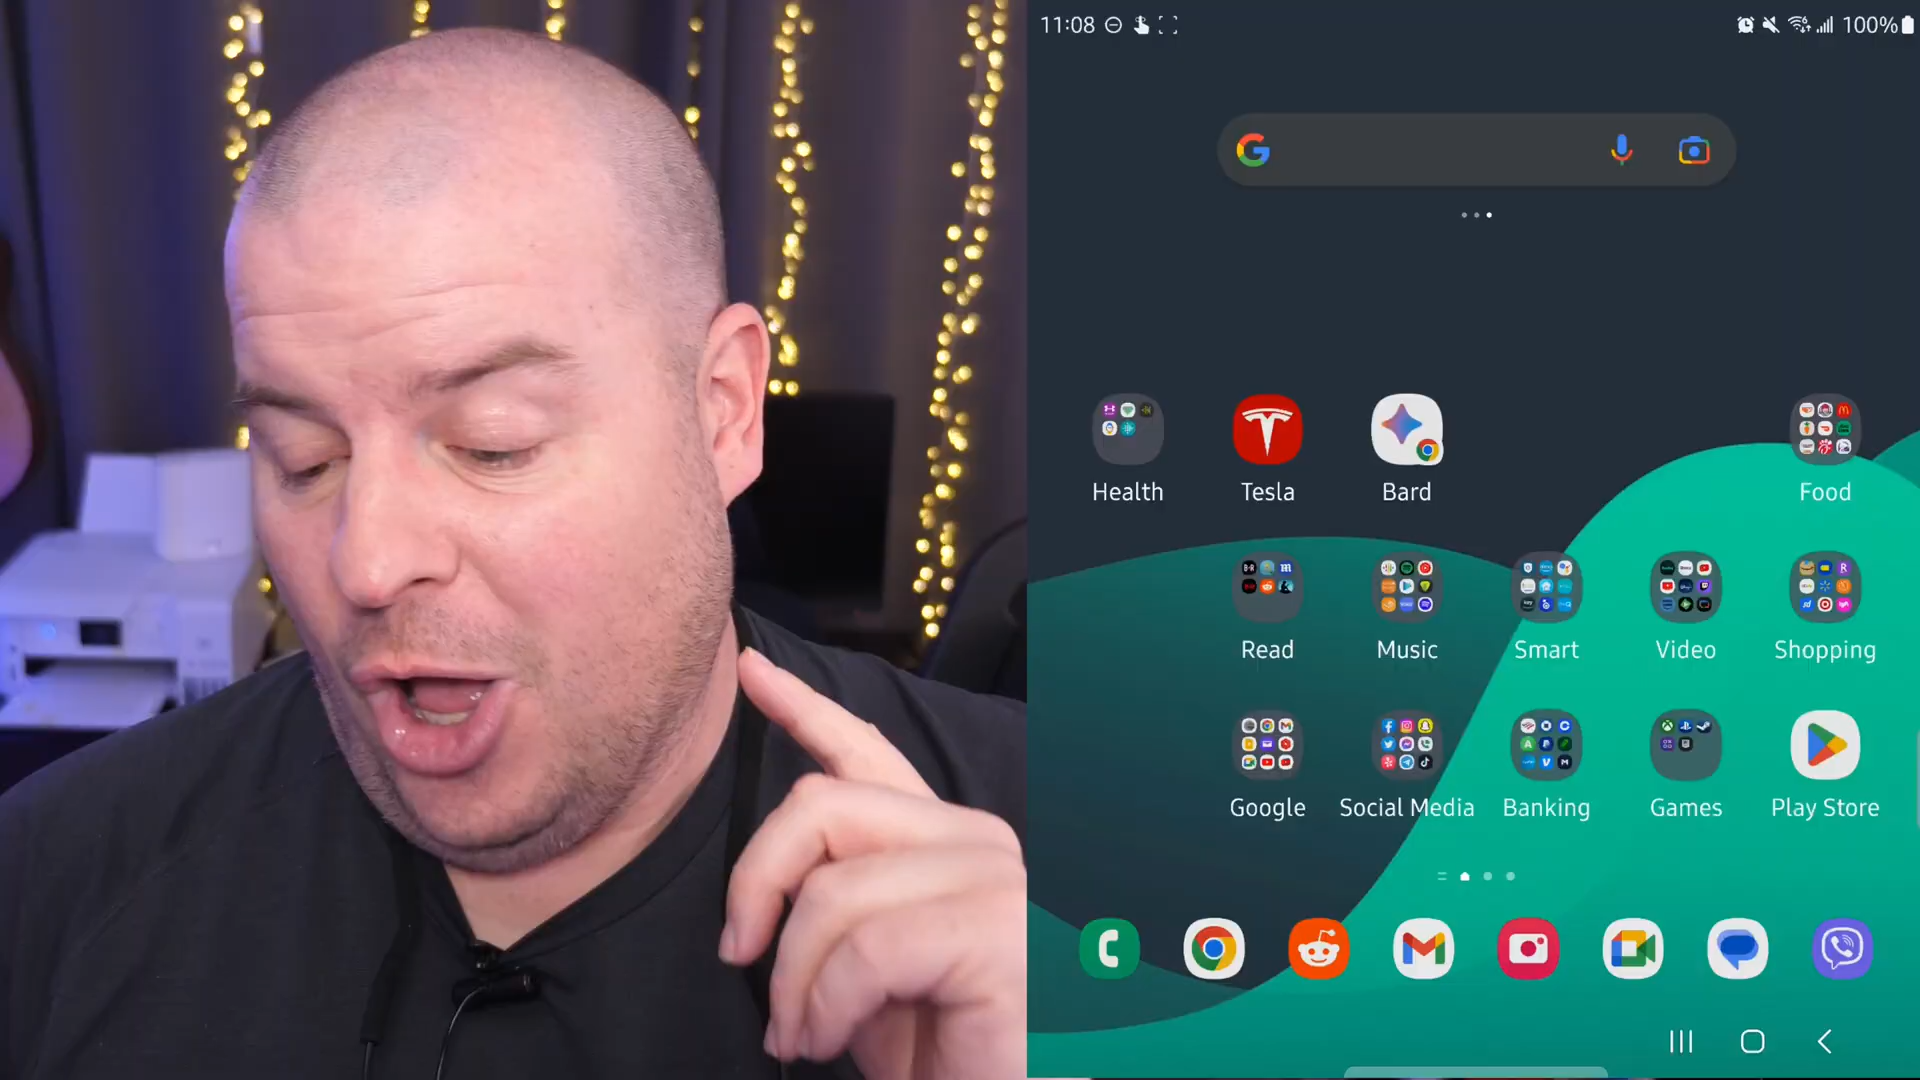 11:08
100%
Health Tesla Bard Food
Read Music Smart Video Shopping
Google Social Media Banking Games Play Store